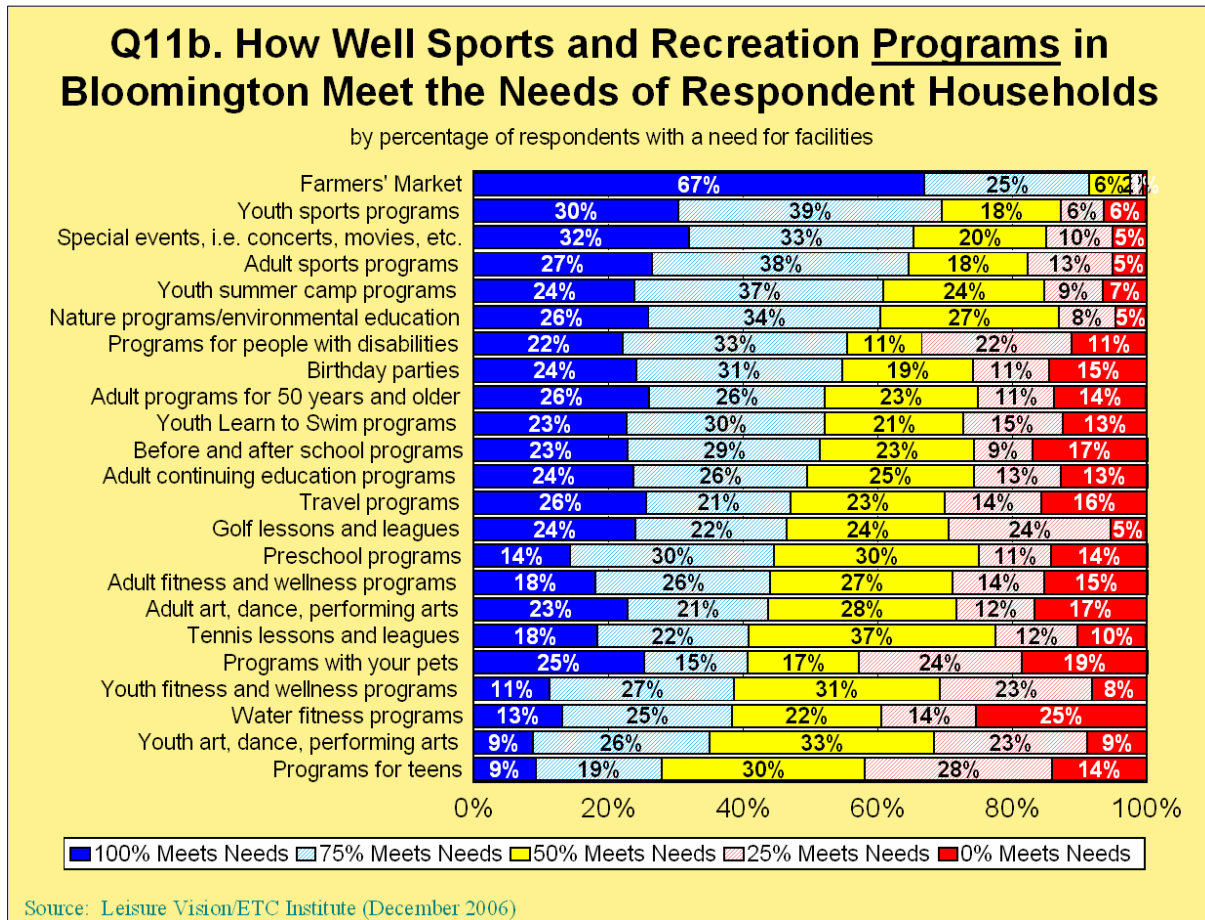 Q11b. How Well Sports and Recreation Programs in
Bloomington Meet the Needs of Respondent Households
by percentage of respondents with a need for facilities
Farmers' Market 67% 25% 6%
Youth sports programs 30% 39% 18% 6% 6%
Special events, i.e. concerts, movies, etc. 32% 33% 20% 10% 5%
Adult sports programs 27% 38% 18% 13% 5%
Youth summer camp programs 24% 37% 24% 9% 7%
Nature programs/environmental education 26% 34% 27% 8% 5%
Programs for people with disabilities 22% 33% 11% 22% 11%
Birthday parties 24% 31% 19% 11% 15%
Adult programs for 50 years and older 26% 26% 23% 11% 14%
Youth Learn to Swim programs 23% 30% 21% 15% 13%
Before and after school programs 23% 29% 23% 9% 17%
Adult continuing education programs 24% 26% 25% 13% 13%
Travel programs 26% 21% 23% 14% 16%
Golf lessons and leagues 24% 22% 24% 24% 5%
Preschool programs 14% 30% 30% 11% 14%
Adult fitness and wellness programs 18% 26% 27% 14% 15%
Adult art, dance, performing arts 23% 21% 28% 12% 17%
Tennis lessons and leagues 18% 22% 37% 12% 10%
Programs with your pets 25% 15% 17% 24% 19%
Youth fitness and wellness programs 11% 27% 31% 23% 8%
Water fitness programs 13% 25% 22% 14% 25%
Youth art, dance, performing arts 9% 26% 33% 23% 9%
Programs for teens 9% 19% 30% 28% 14%
0% 20% 40% 60% 80% 100%
100% Meets Needs 75% Meets Needs 50% Meets Needs 25% Meets Needs 0% Meets Needs
Source: Leisure Vision/ETC Institute (December 2006)